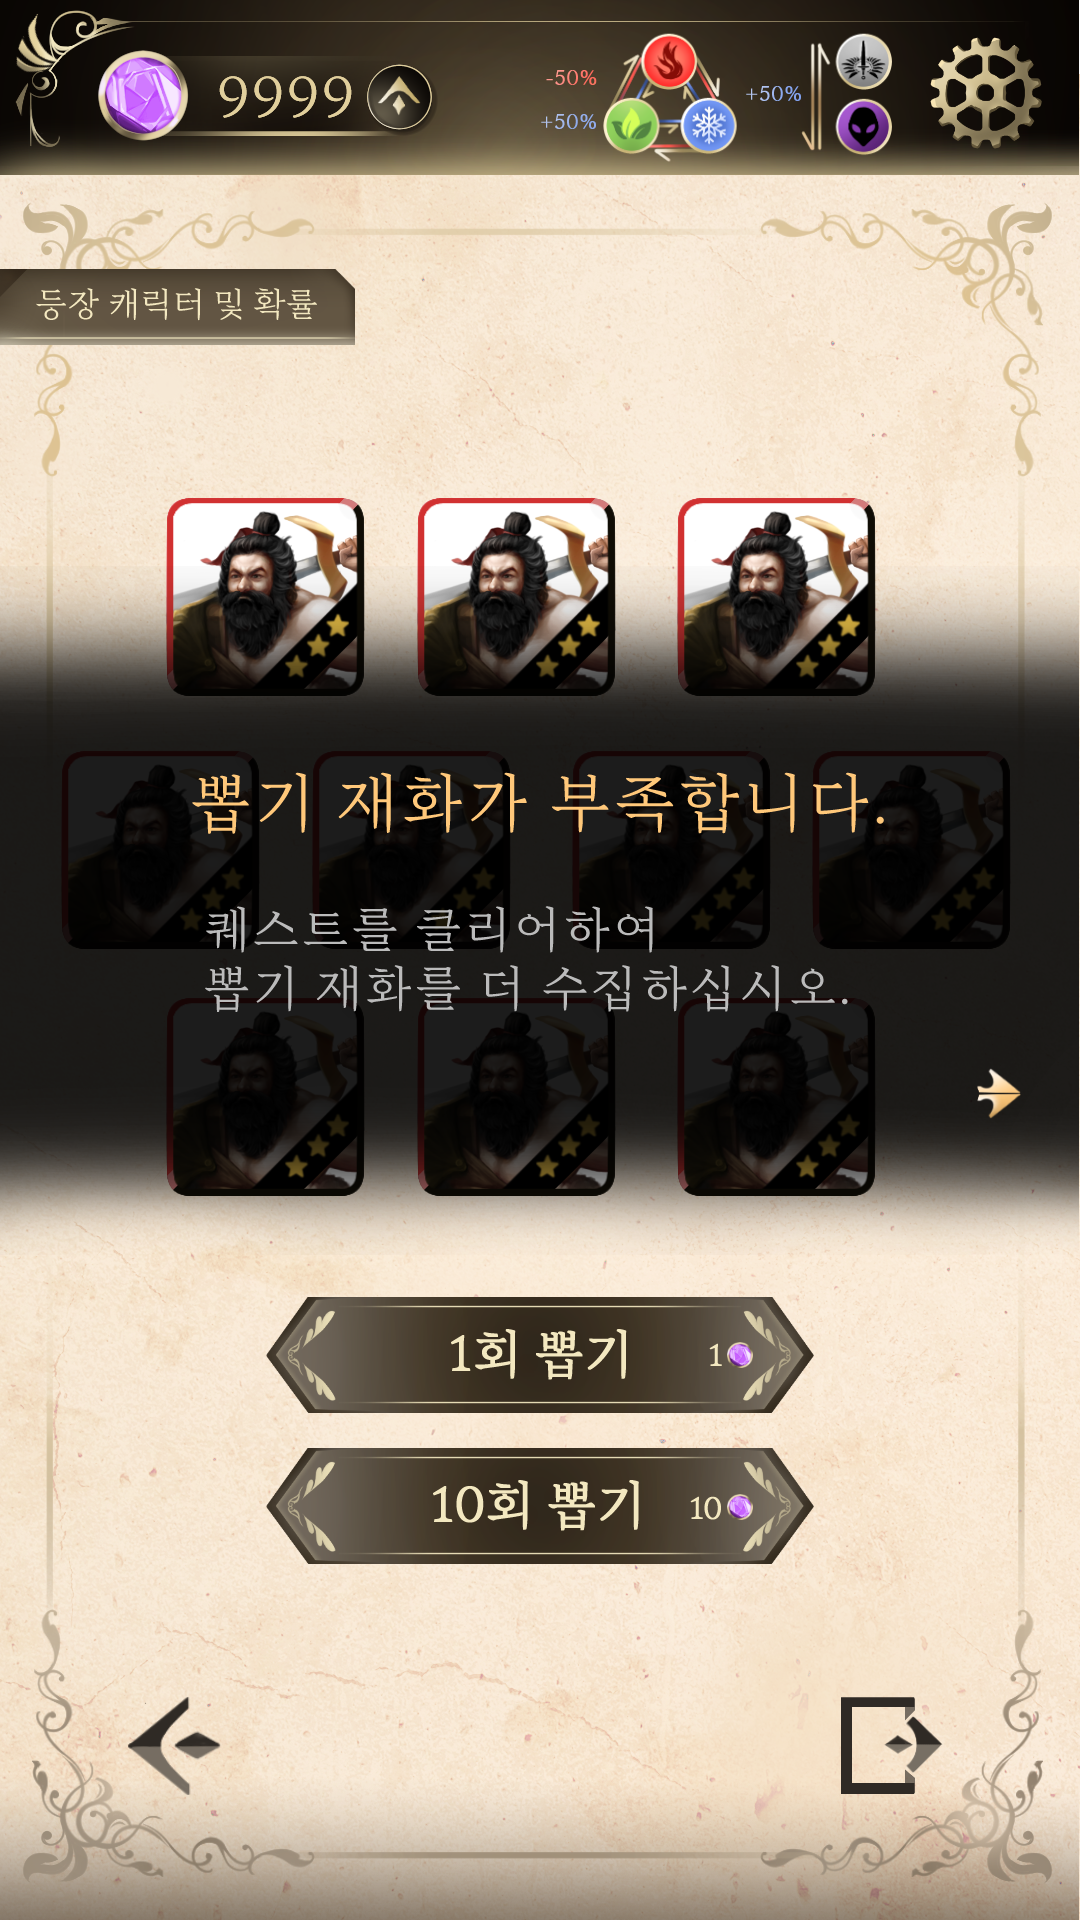 9999
-50%
+50%
+50%
등장 캐릭터 및 확률
뽑기 재화가 부족합니다.
퀘스트를 클리어하여
뽑기 재화를 더 수집하십시오.
1회 뽑기 1
10회 뽑기 10